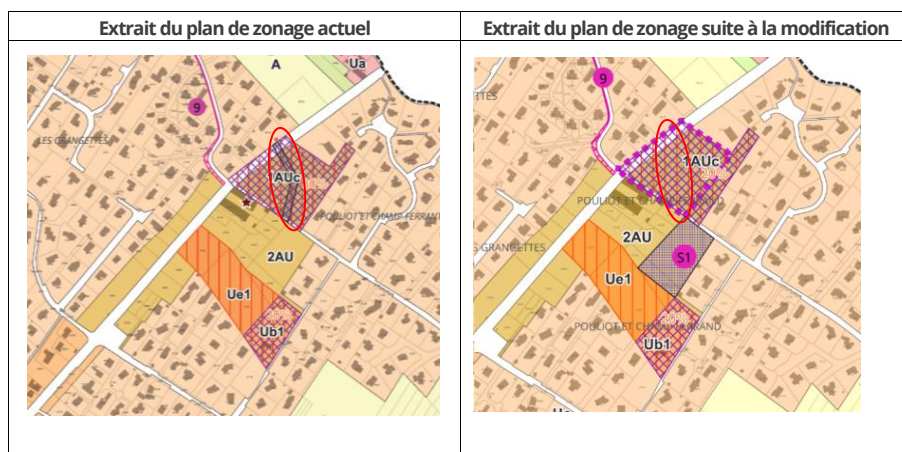 Extrait du plan de zonage actuel
Extrait du plan de zonage suite à la modification
A
Ua
9
LES GRANGETTES
1AUc
POULIOT ET CHAMP FERRANT
2AU
Ue1
20%
Ub1
9
TTES
1AUc
20%
POULIOT ET CHAMP FERRAND
2AU
S GRANGETTES
S1
Ue1
20%
POULIOT ET CHAMP FERRAND
Ub1